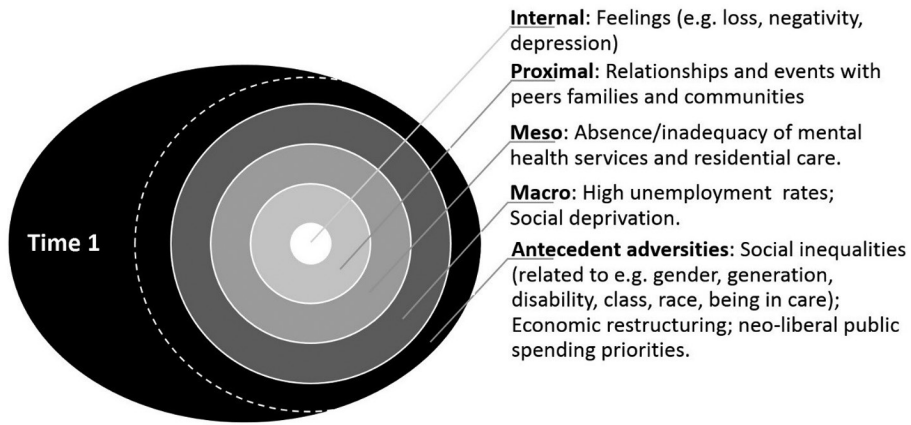 Internal: Feelings (e.g. loss, negativity,
depression)
Proximal: Relationships and events with
peers families and communities
Meso: Absence/inadequacy of mental
health services and residential care.
Macro: High unemployment rates;
Social deprivation.
Time 1
Antecedent adversities: Social inequalities
(related to e.g. gender, generation,
disability, class, race, being in care);
Economic restructuring; neo-liberal public
spending priorities.